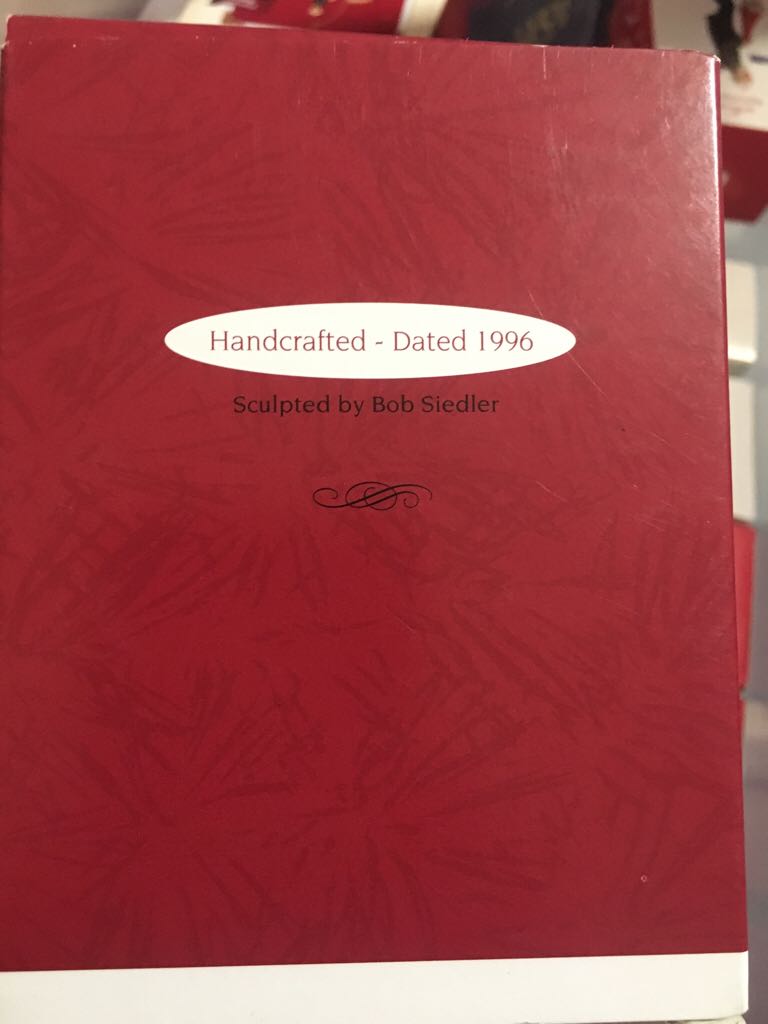 Handcrafted - Dated 1996
Sculpted by Bob Siedler